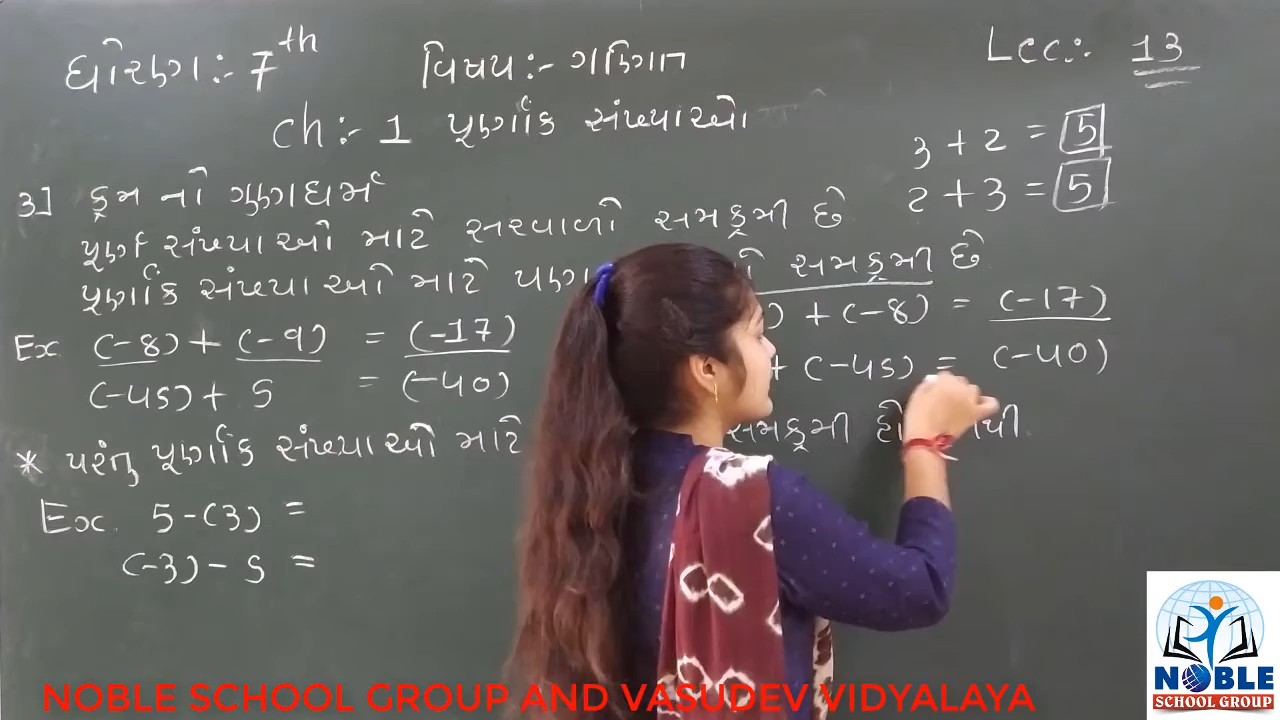 ધોરણ:- 7th વિષય:- ગણિત Lec:- 13
ch:- 1 પૂર્ણાંક સંખ્યાઓ
3 + 2 = 5
2 + 3 = 5
3] ક્રમ નો ગુણધર્મ
પૂર્ણ સંખ્યાઓ માટે સરવાળો સમક્રમી છે
પૂર્ણાંક સંખ્યાઓ માટે પણ સમક્રમી છે
Ex. (-8) + (-9) = (-17) ) + (-8) = (-17)
(-45) + 5 = (-40) + (-45) = (-40)
* પરંતુ પૂર્ણાંક સંખ્યાઓ માટે સમક્રમી
Ex. 5-(3) =
(-3) - 5 =
NOBLE SCHOOL GROUP AND VASUDEV VIDYALAYA
NOBLE
SCHOOL GROUP